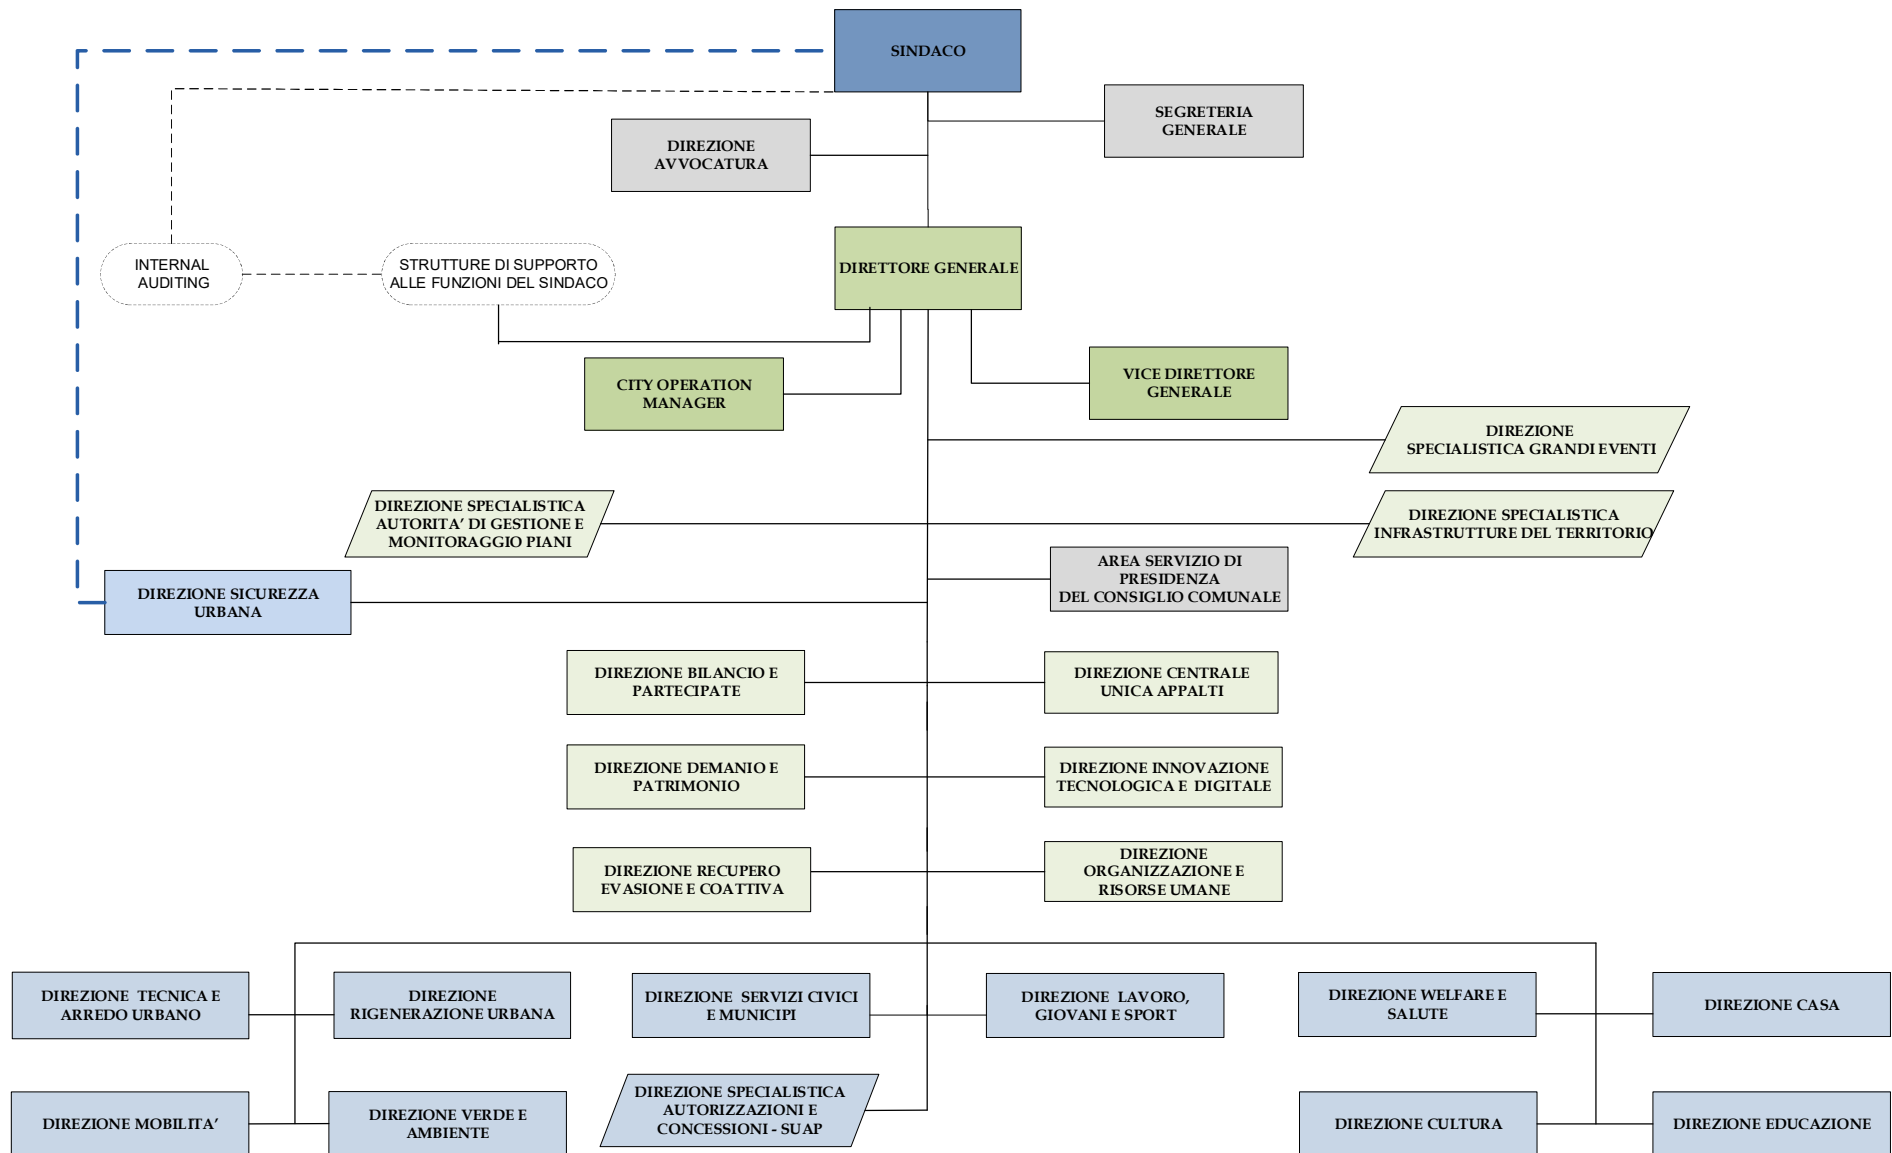 SINDACO
SEGRETERIA
GENERALE
DIREZIONE
AVVOCATURA
DIRETTORE GENERALE
INTERNAL
AUDITING
STRUTTURE DI SUPPORTO
ALLE FUNZIONI DEL SINDACO
CITY OPERATION
MANAGER
VICE DIRETTORE
GENERALE
DIREZIONE
SPECIALISTICA GRANDI EVENTI
DIREZIONE SPECIALISTICA
AUTORITA’ DI GESTIONE E
MONITORAGGIO PIANI
DIREZIONE SPECIALISTICA
INFRASTRUTTURE DEL TERRITORIO
AREA SERVIZIO DI
PRESIDENZA
DEL CONSIGLIO COMUNALE
DIREZIONE SICUREZZA
URBANA
DIREZIONE BILANCIO E
PARTECIPATE
DIREZIONE CENTRALE
UNICA APPALTI
DIREZIONE DEMANIO E
PATRIMONIO
DIREZIONE INNOVAZIONE
TECNOLOGICA E DIGITALE
DIREZIONE RECUPERO
EVASIONE E COATTIVA
DIREZIONE
ORGANIZZAZIONE E
RISORSE UMANE
DIREZIONE TECNICA E
ARREDO URBANO
DIREZIONE
RIGENERAZIONE URBANA
DIREZIONE SERVIZI CIVICI
E MUNICIPI
DIREZIONE LAVORO,
GIOVANI E SPORT
DIREZIONE WELFARE E
SALUTE
DIREZIONE CASA
DIREZIONE MOBILITA’
DIREZIONE VERDE E
AMBIENTE
DIREZIONE SPECIALISTICA
AUTORIZZAZIONI E
CONCESSIONI - SUAP
DIREZIONE CULTURA
DIREZIONE EDUCAZIONE